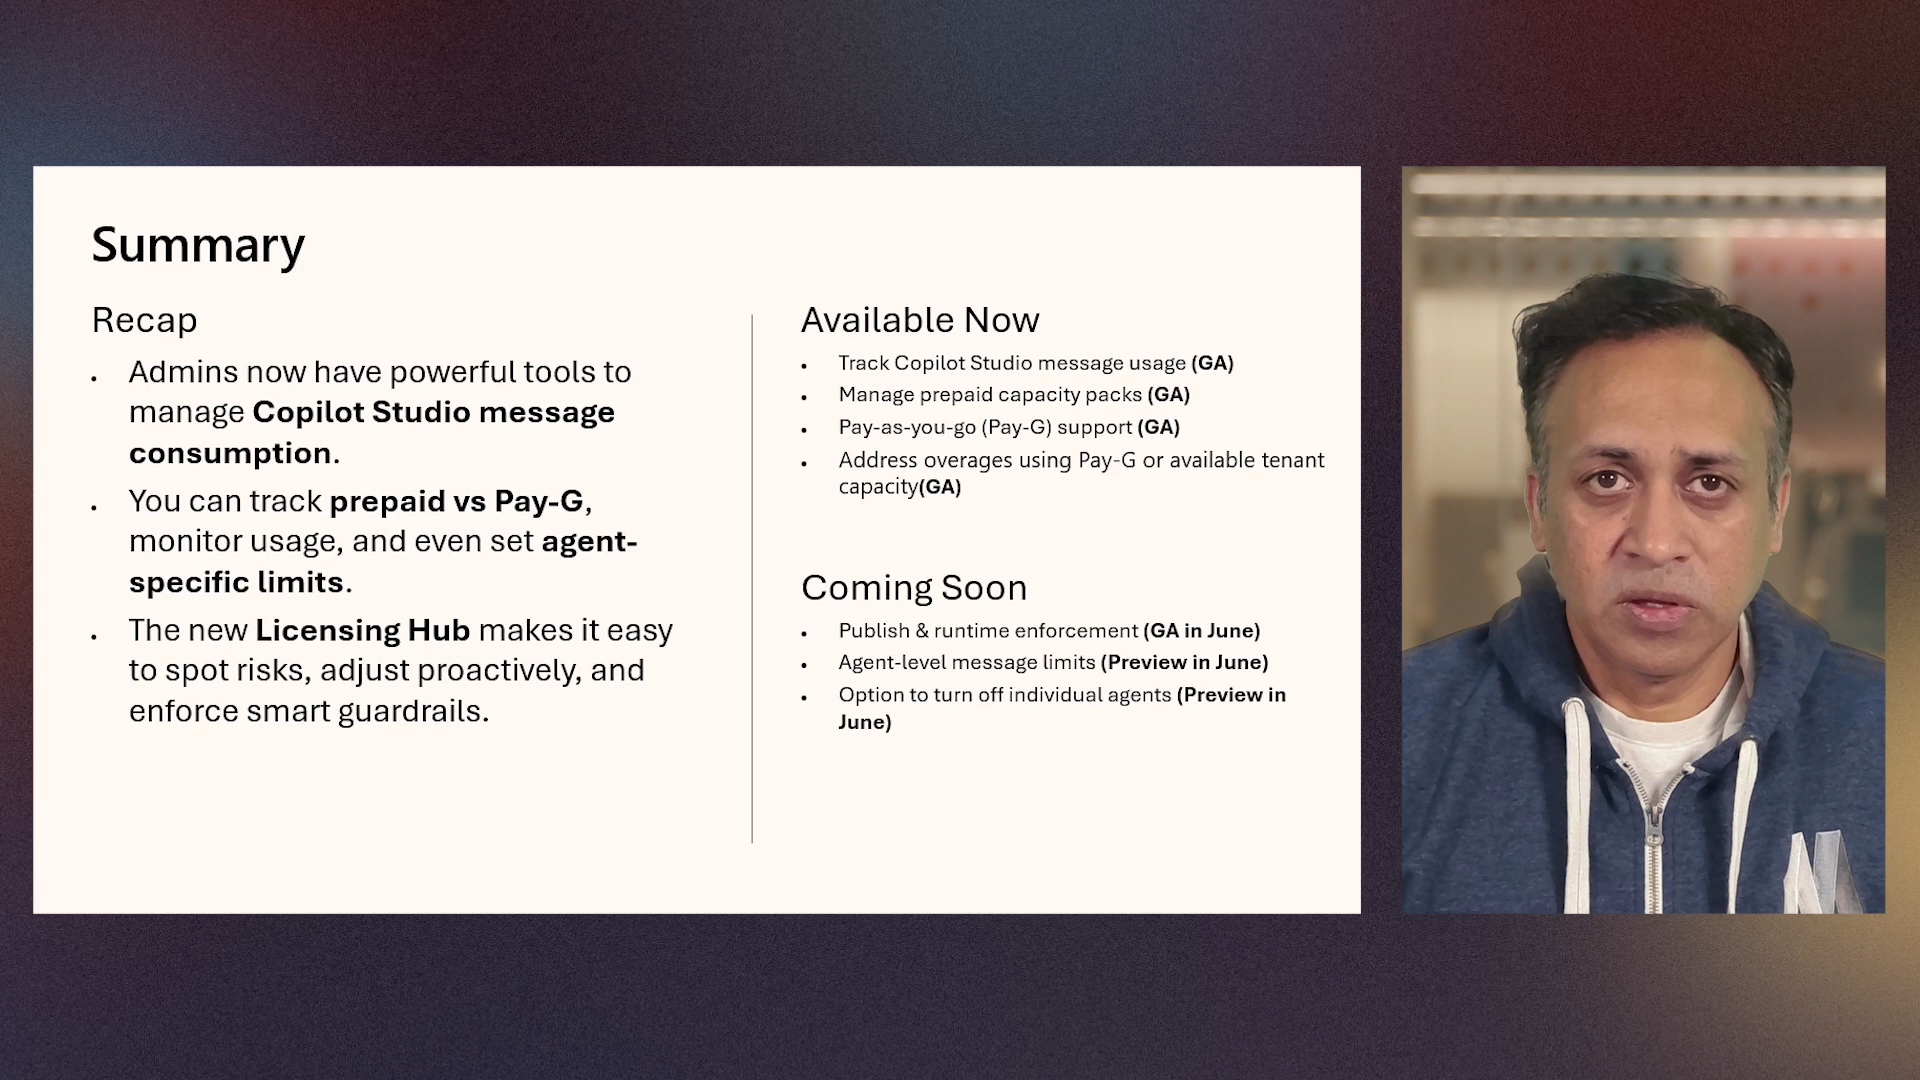 Summary
Recap
• Admins now have powerful tools to
manage Copilot Studio message
consumption.
• You can track prepaid vs Pay-G,
monitor usage, and even set agent-
specific limits.
• The new Licensing Hub makes it easy
to spot risks, adjust proactively, and
enforce smart guardrails.
Available Now
• Track Copilot Studio message usage (GA)
• Manage prepaid capacity packs (GA)
• Pay-as-you-go (Pay-G) support (GA)
• Address overages using Pay-G or available tenant
capacity(GA)
Coming Soon
• Publish & runtime enforcement (GA in June)
• Agent-level message limits (Preview in June)
• Option to turn off individual agents (Preview in
June)